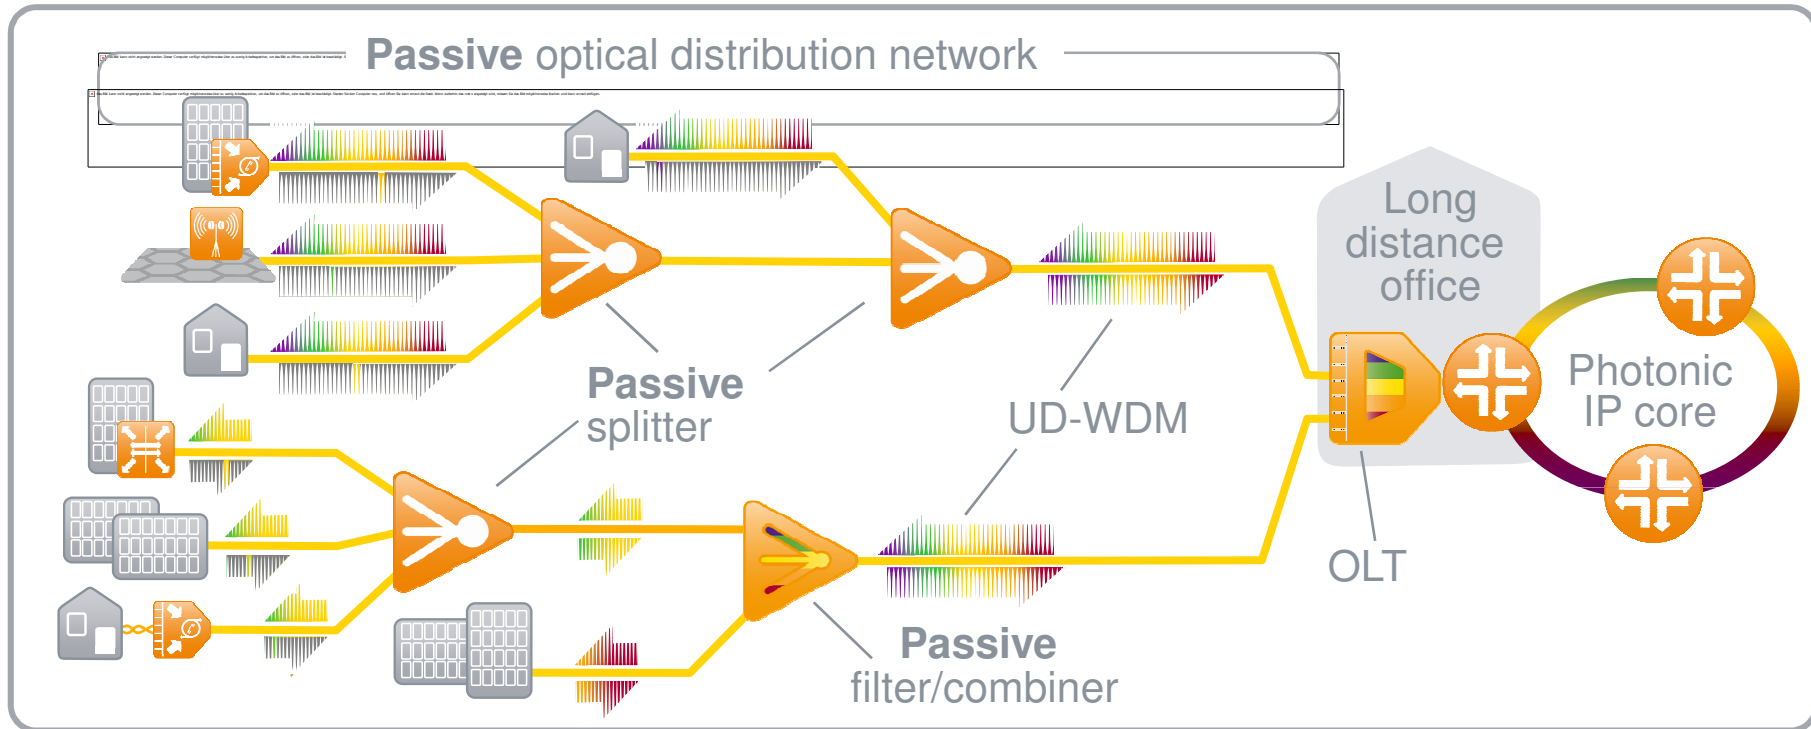 Passive optical distribution network
Long
distance
office
Photonic
IP core
Passive
splitter
UD-WDM
OLT
Passive
filter/combiner